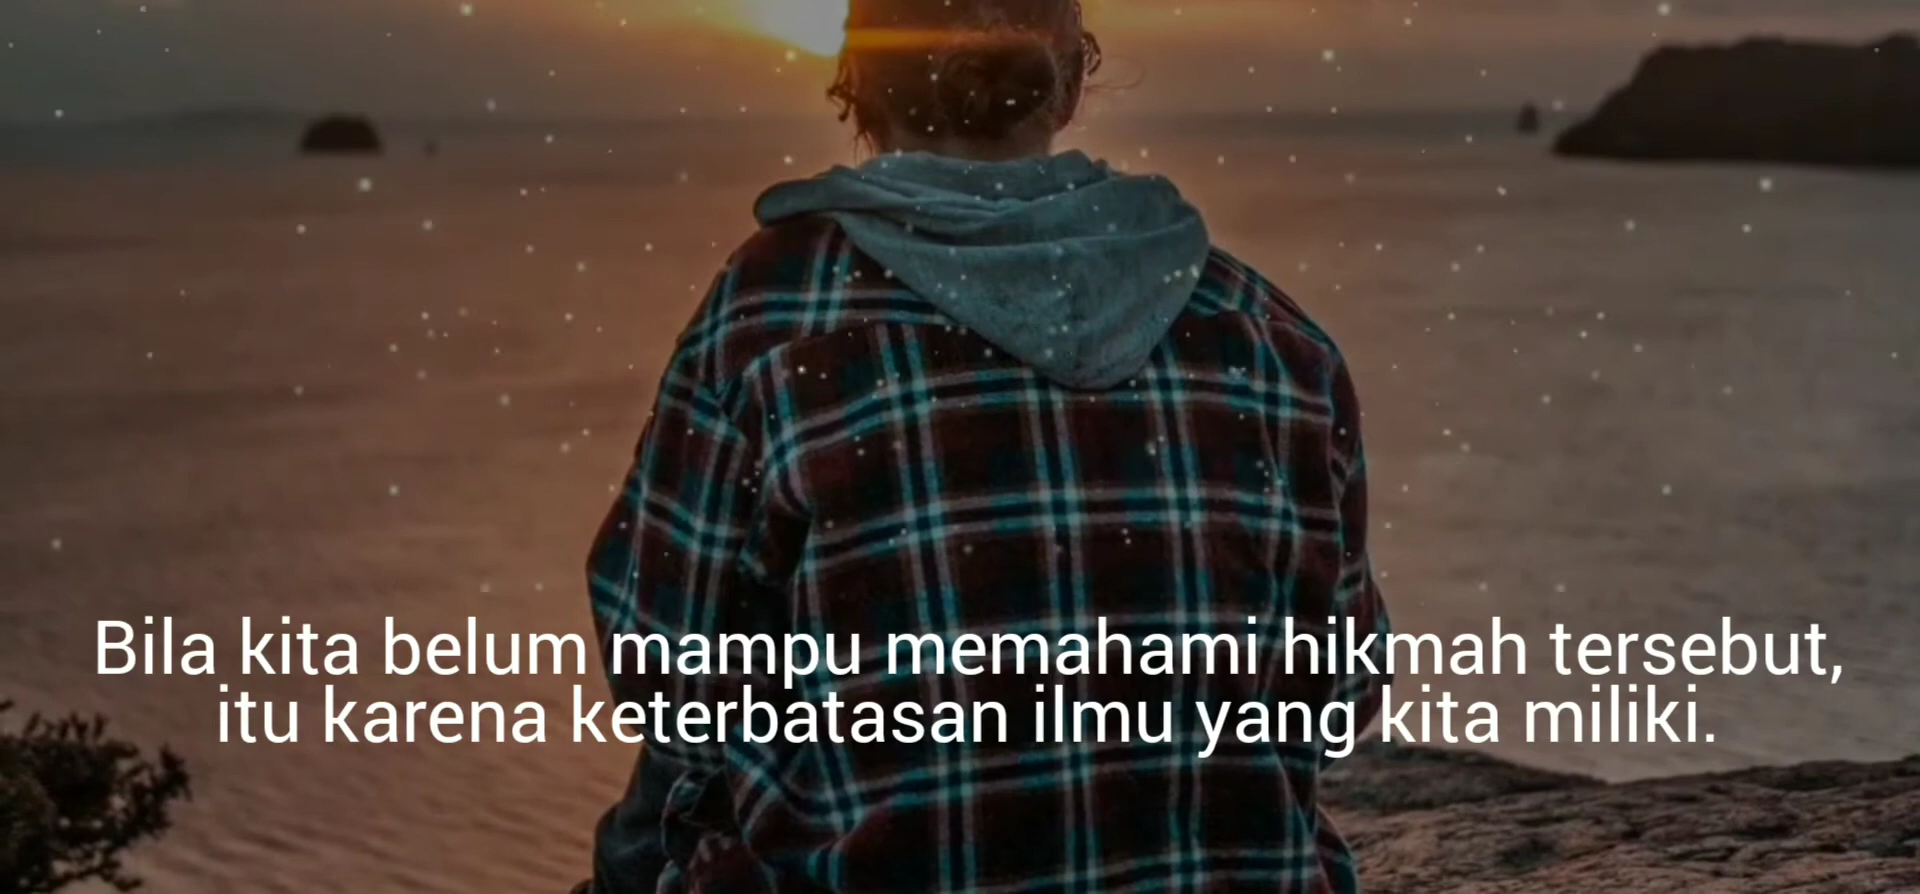 Bila kita belum mampu memahami hikmah tersebut,
itu karena keterbatasan ilmu yang kita miliki.